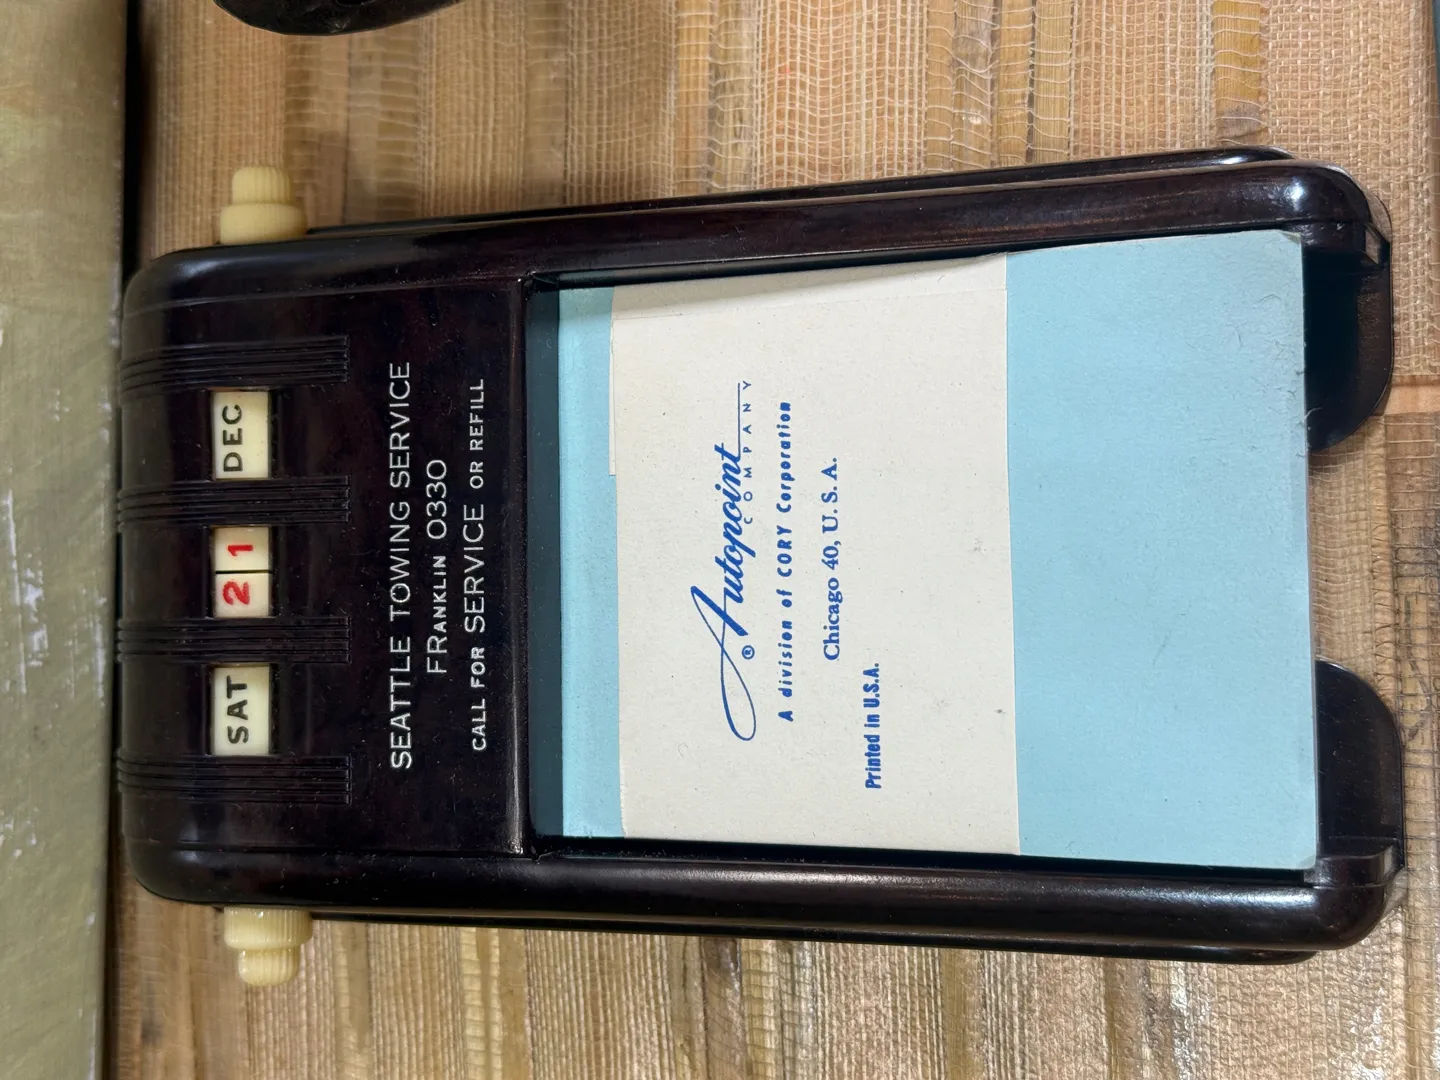 SAT 21 DEC
SEATTLE TOWING SERVICE
FRANKLIN 0330
CALL FOR SERVICE OR REFILL
Autopoint ®
COMPANY
A division of CORY Corporation
Chicago 40, U. S. A.
Printed in U.S.A.